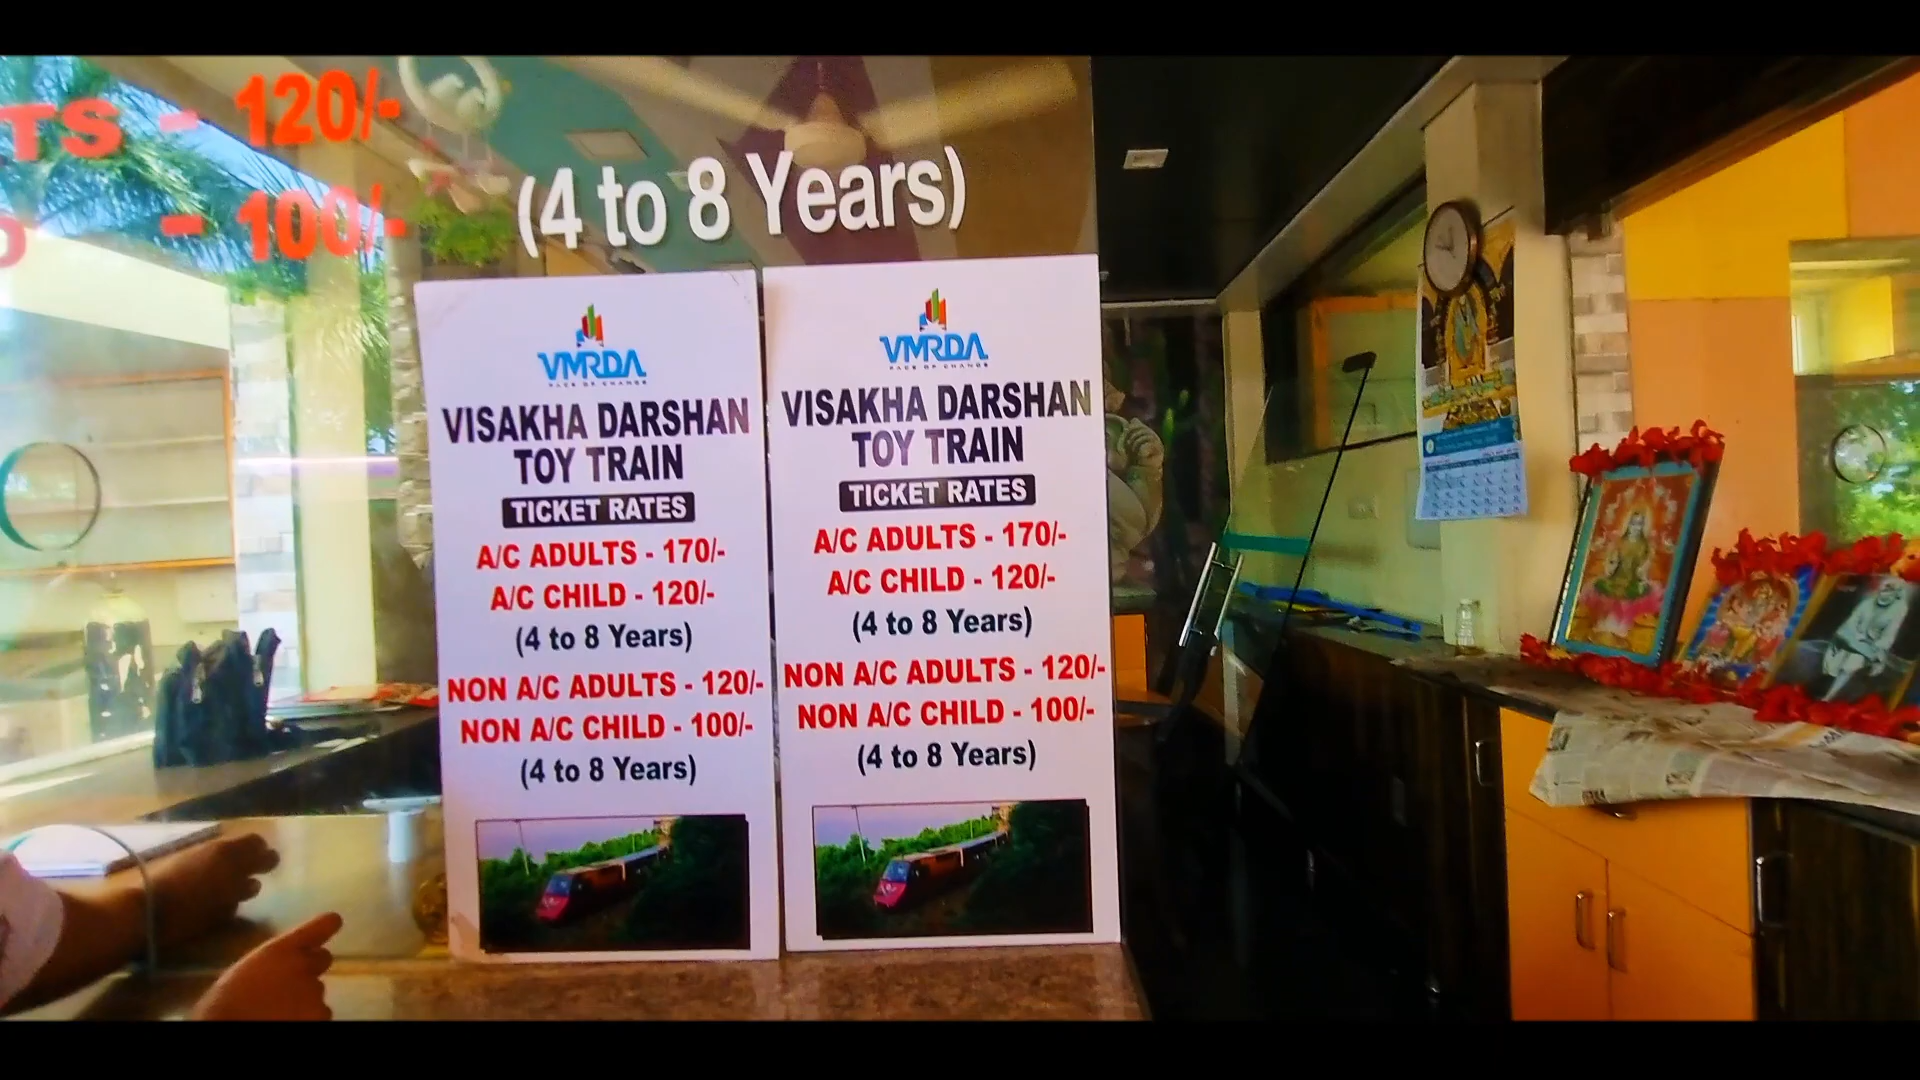 TS - 120/-
- 100/-
(4 to 8 Years)
VMRDA
VISAKHA DARSHAN
TOY TRAIN
TICKET RATES
A/C ADULTS - 170/-
A/C CHILD - 120/-
(4 to 8 Years)
NON A/C ADULTS - 120/-
NON A/C CHILD - 100/-
(4 to 8 Years)
VMRDA
VISAKHA DARSHAN
TOY TRAIN
TICKET RATES
A/C ADULTS - 170/-
A/C CHILD - 120/-
(4 to 8 Years)
NON A/C ADULTS - 120/-
NON A/C CHILD - 100/-
(4 to 8 Years)